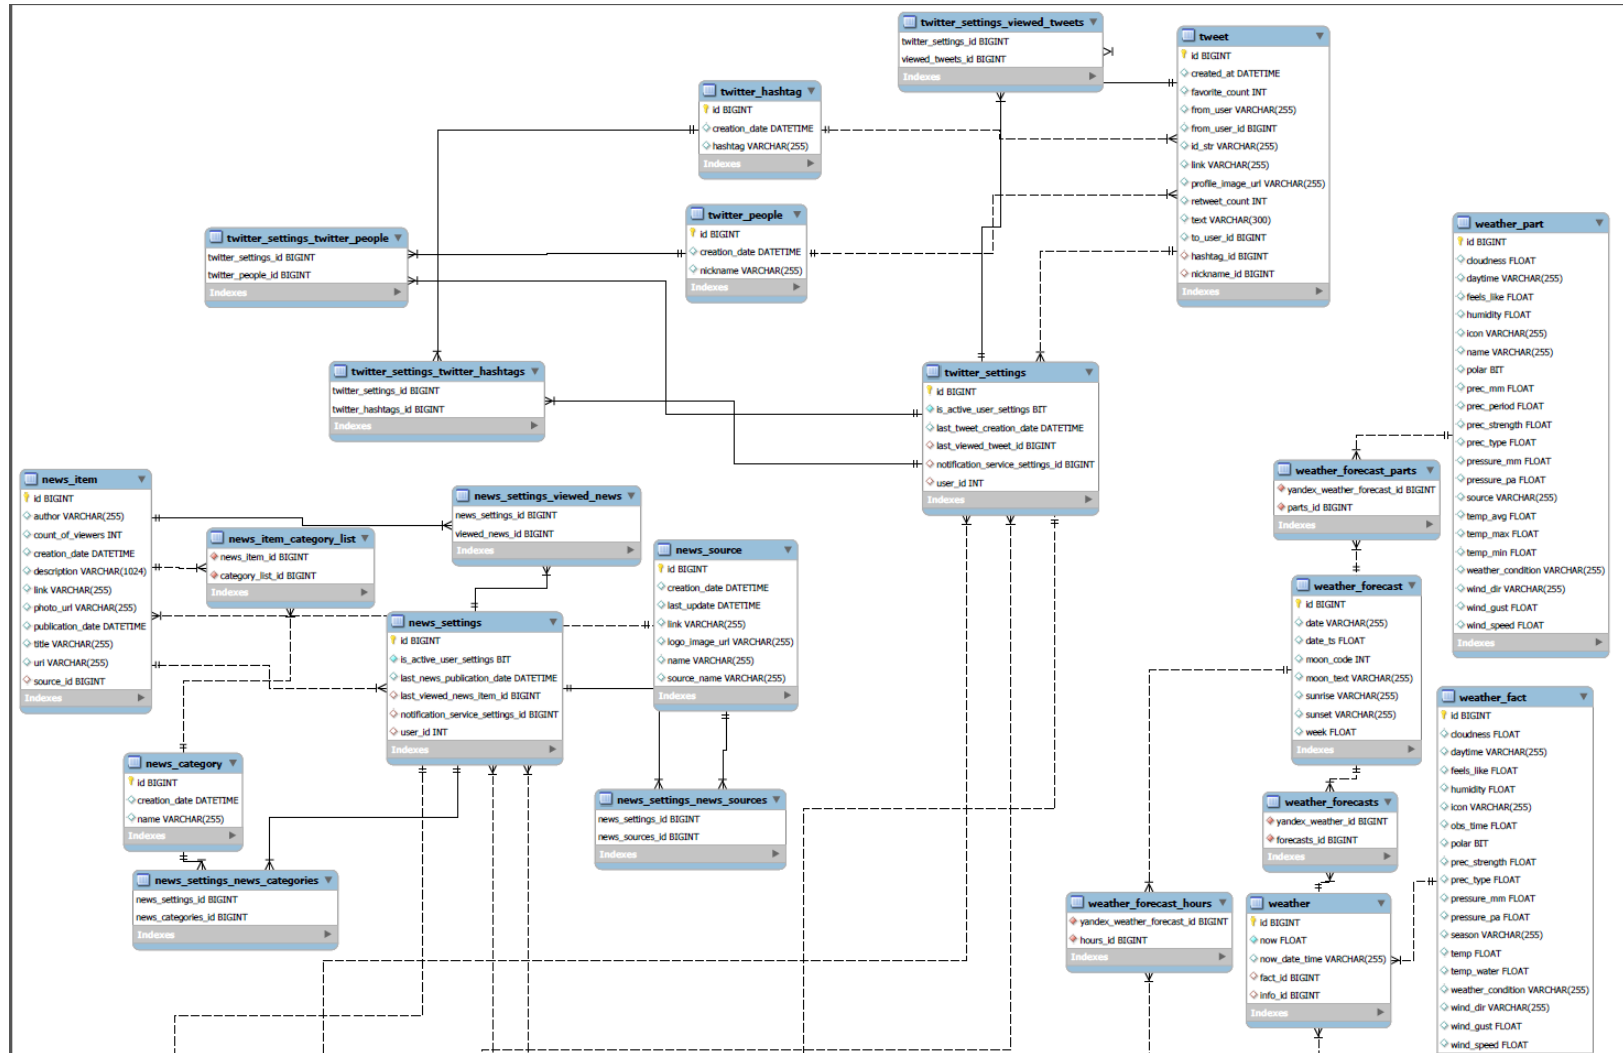 twitter_settings_viewed_tweets
twitter_settings_id BIGINT
viewed_tweets_id BIGINT
Indexes
tweet
id BIGINT
created_at DATETIME
favorite_count INT
from_user VARCHAR(255)
from_user_id BIGINT
id_str VARCHAR(255)
link VARCHAR(255)
profile_image_url VARCHAR(255)
retweet_count INT
text VARCHAR(300)
to_user_id BIGINT
hashtag_id BIGINT
nickname_id BIGINT
Indexes
twitter_hashtag
id BIGINT
creation_date DATETIME
hashtag VARCHAR(255)
Indexes
twitter_people
id BIGINT
creation_date DATETIME
nickname VARCHAR(255)
Indexes
twitter_settings_twitter_people
twitter_settings_id BIGINT
twitter_people_id BIGINT
Indexes
weather_part
id BIGINT
cloudness FLOAT
daytime VARCHAR(255)
feels_like FLOAT
humidity FLOAT
icon VARCHAR(255)
name VARCHAR(255)
polar BIT
prec_mm FLOAT
prec_period FLOAT
prec_strength FLOAT
prec_type FLOAT
pressure_mm FLOAT
pressure_pa FLOAT
source VARCHAR(255)
temp_avg FLOAT
temp_max FLOAT
temp_min FLOAT
weather_condition VARCHAR(255)
wind_dir VARCHAR(255)
wind_gust FLOAT
wind_speed FLOAT
Indexes
twitter_settings_twitter_hashtags
twitter_settings_id BIGINT
twitter_hashtags_id BIGINT
Indexes
twitter_settings
id BIGINT
is_active_user_settings BIT
last_tweet_creation_date DATETIME
last_viewed_tweet_id BIGINT
notification_service_settings_id BIGINT
user_id INT
Indexes
weather_forecast_parts
yandex_weather_forecast_id BIGINT
parts_id BIGINT
Indexes
news_item
id BIGINT
author VARCHAR(255)
count_of_viewers INT
creation_date DATETIME
description VARCHAR(1024)
link VARCHAR(255)
photo_url VARCHAR(255)
publication_date DATETIME
title VARCHAR(255)
url VARCHAR(255)
source_id BIGINT
Indexes
news_settings_viewed_news
news_settings_id BIGINT
viewed_news_id BIGINT
Indexes
news_item_category_list
news_item_id BIGINT
category_list_id BIGINT
Indexes
news_source
id BIGINT
creation_date DATETIME
last_update DATETIME
link VARCHAR(255)
logo_image_url VARCHAR(255)
name VARCHAR(255)
source_name VARCHAR(255)
Indexes
news_settings
id BIGINT
is_active_user_settings BIT
last_news_publication_date DATETIME
last_viewed_news_item_id BIGINT
notification_service_settings_id BIGINT
user_id INT
Indexes
weather_forecast
id BIGINT
date VARCHAR(255)
date_ts FLOAT
moon_code INT
moon_text VARCHAR(255)
sunrise VARCHAR(255)
sunset VARCHAR(255)
week FLOAT
Indexes
weather_fact
id BIGINT
cloudness FLOAT
daytime VARCHAR(255)
feels_like FLOAT
humidity FLOAT
icon VARCHAR(255)
obs_time FLOAT
polar BIT
prec_strength FLOAT
prec_type FLOAT
pressure_mm FLOAT
pressure_pa FLOAT
season VARCHAR(255)
temp FLOAT
temp_water FLOAT
weather_condition VARCHAR(255)
wind_dir VARCHAR(255)
wind_gust FLOAT
wind_speed FLOAT
news_category
id BIGINT
creation_date DATETIME
name VARCHAR(255)
Indexes
news_settings_news_sources
news_settings_id BIGINT
news_sources_id BIGINT
Indexes
weather_forecasts
yandex_weather_id BIGINT
forecasts_id BIGINT
Indexes
news_settings_news_categories
news_settings_id BIGINT
news_categories_id BIGINT
Indexes
weather_forecast_hours
yandex_weather_forecast_id BIGINT
hours_id BIGINT
Indexes
weather
id BIGINT
now FLOAT
now_date_time VARCHAR(255)
fact_id BIGINT
info_id BIGINT
Indexes